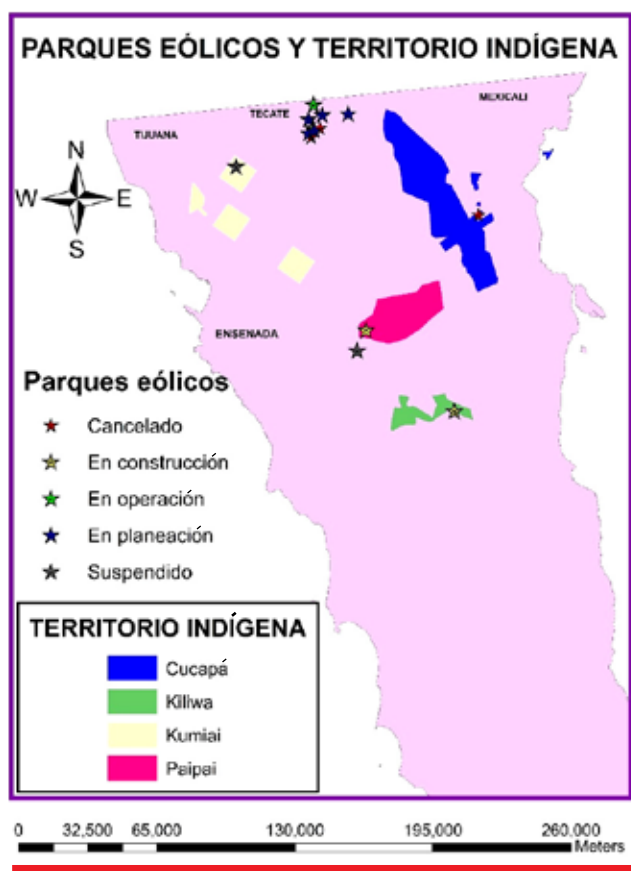 PARQUES EÓLICOS Y TERRITORIO INDÍGENA
MEXICALI
TECATE
TIJUANA
N
W E
S
ENSENADA
Parques eólicos
Cancelado
En construcción
En operación
En planeación
Suspendido
TERRITORIO INDÍGENA
Cucapá
Kiliwa
Kumiai
Paipai
0 32,500 65,000 130,000 195,000 260,000
Meters